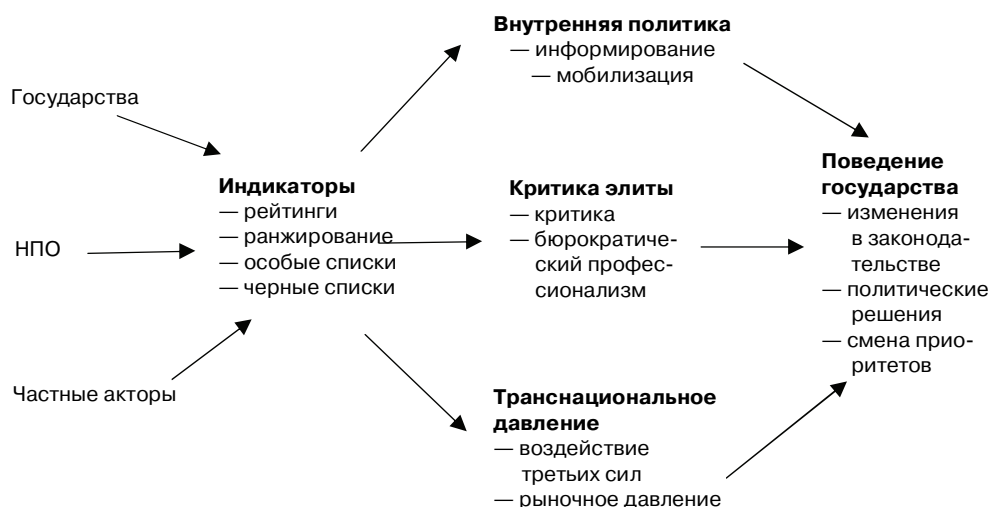 Государства
НПО
Частные акторы
Индикаторы
— рейтинги
— ранжирование
— особые списки
— черные списки
Внутренняя политика
— информирование
— мобилизация
Критика элиты
— критика
— бюрократиче-
ский профес-
сионализм
Транснациональное
давление
— воздействие
третьих сил
— рыночное давление
Поведение
государства
— изменения
в законода-
тельстве
— политические
решения
— смена прио-
ритетов